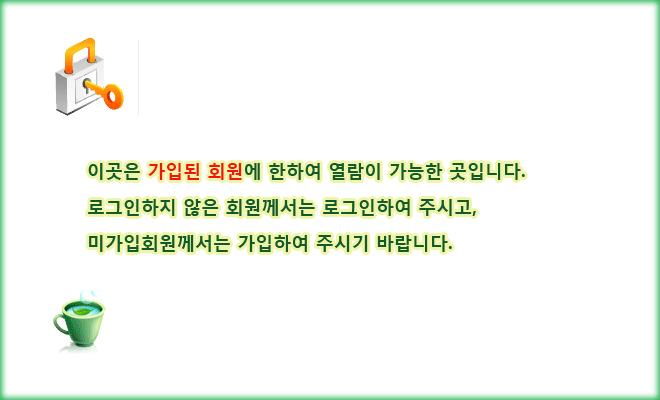 이곳은 가입된 회원에 한하여 열람이 가능한 곳입니다.
로그인하지 않은 회원께서는 로그인하여 주시고,
미가입회원께서는 가입하여 주시기 바랍니다.